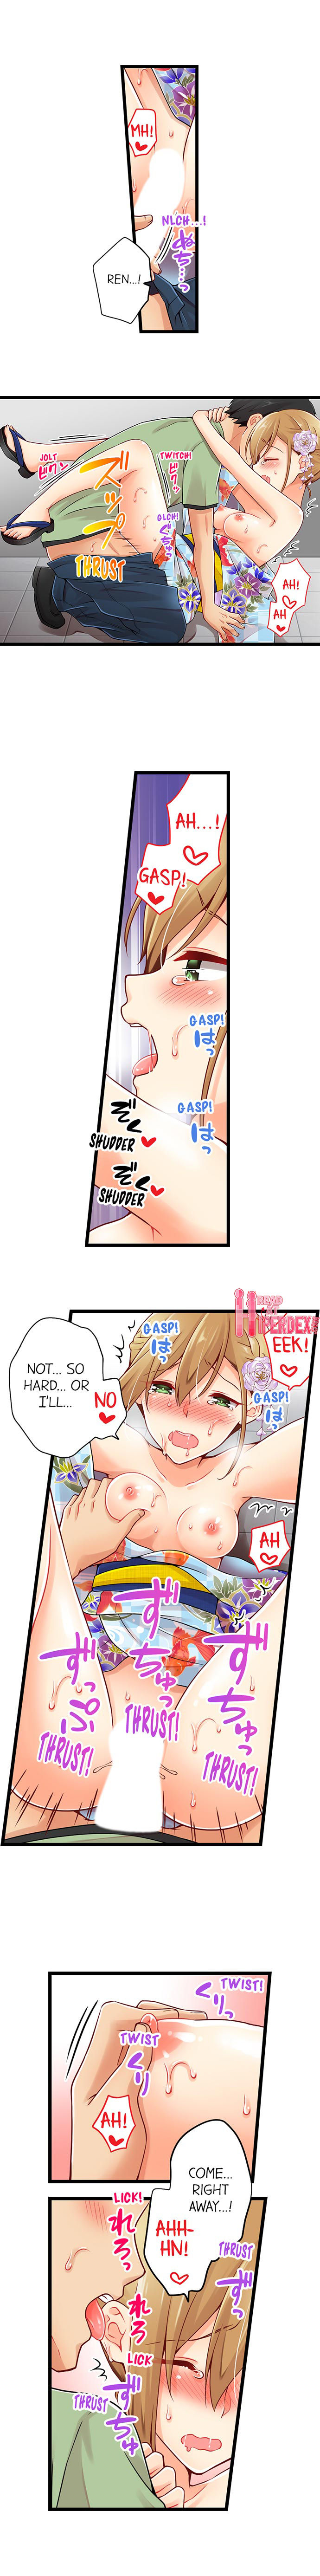 MH!
NLCH...!
ぬち…っ
REN...!
JOLT
ビクン
ズップ
THRUST
TWITCH!
ビクッ
GLCH!
ぐちゅ
AH!
AH
AH...!
GASP!
GASP!
はっ
GASP!
はっ
ぞく
SHUDDER
ぞく
SHUDDER
READ
HIPERDEX!!
EEK!
GASP!
はっ
NOT... SO
HARD... OR
I'LL...
NO
GASP!
はっ
AH
ずちゅっ
THRUST!
ずちゅっ
THRUST!
ずっぷ
THRUST!
TWIST!
くりっ
TWIST
くり
AH!
COME...
RIGHT
AWAY...!
AHH-
HN!
LICK!
れろっ
THRUST
ずっ
れろ
LICK
THRUST
ずちゅ